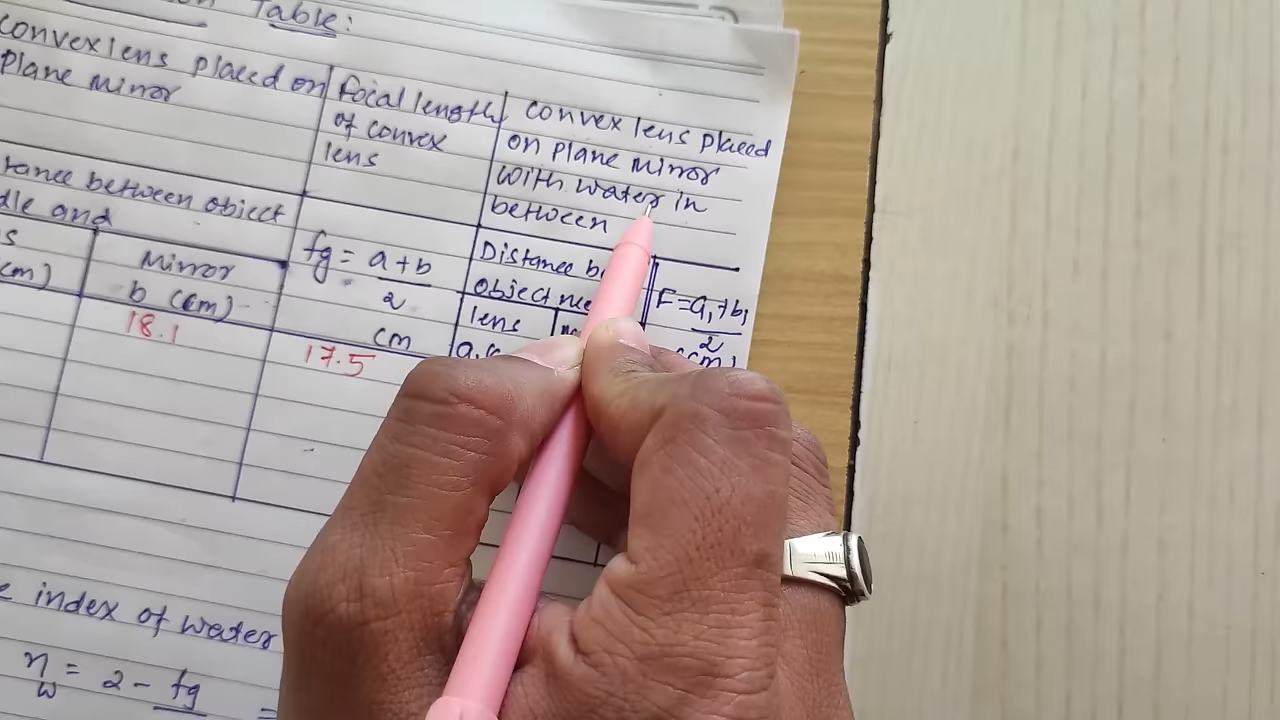 Table:
convex lens placed on
Plane Mirror
focal length
of convex
lens
convex lens placed
on plane mirror
with water in
between
tance between object
dle and
s
cm)
Mirror
b (cm)
18.1
fg = a+b
2
cm
17.5
Distance be
object nee
lens
F = a₁+b₁
2
(cm)
index of water
nw = 2 - fg
=